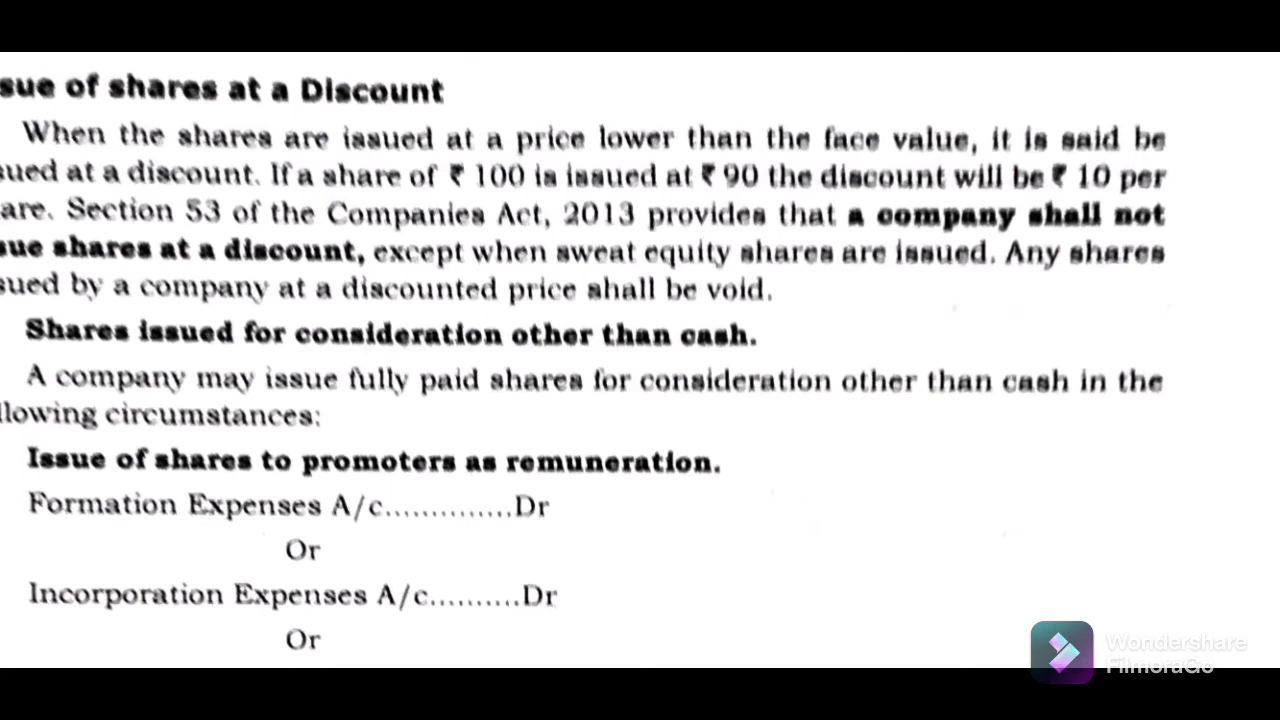 sue of shares at a Discount
When the shares are issued at a price lower than the face value, it is said be
sued at a discount. If a share of ₹ 100 is issued at ₹ 90 the discount will be ₹ 10 per
are. Section 53 of the Companies Act, 2013 provides that a company shall not
sue shares at a discount, except when sweat equity shares are issued. Any shares
sued by a company at a discounted price shall be void.
Shares issued for consideration other than cash.
A company may issue fully paid shares for consideration other than cash in the
llowing circumstances:
Issue of shares to promoters as remuneration.
Formation Expenses A/c..............Dr
Or
Incorporation Expenses A/c..........Dr
Or
Wondershare
FilmoraGo